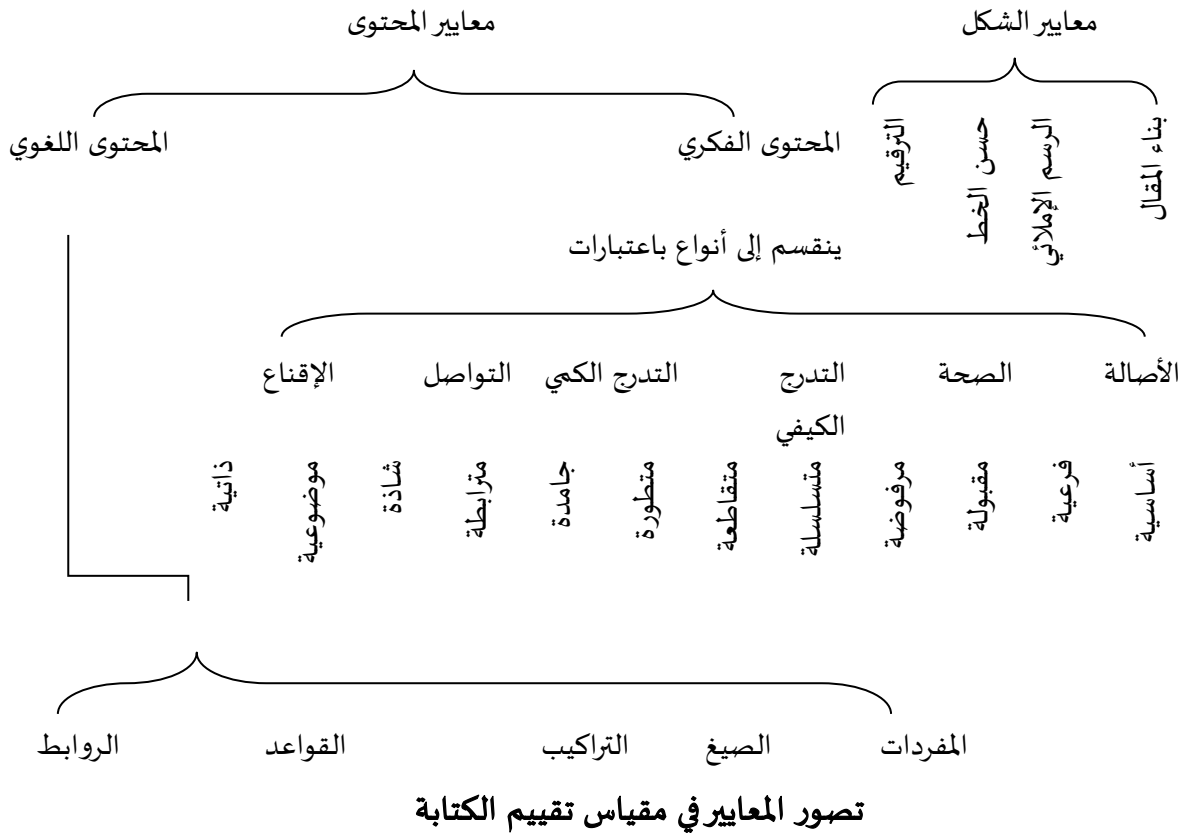 معايير الشكل
معايير المحتوى
بناء المقال
الرسم الإملائي
حسن الخط
الترقيم
المحتوى الفكري
المحتوى اللغوي
ينقسم إلى أنواع باعتبارات
الأصالة
الصحة
التدرج
الكيفي
التدرج الكمي
التواصل
الإقناع
أساسية
فرعية
مقبولة
مرفوضة
متسلسلة
متقاطعة
متطورة
جامدة
مترابطة
شاذة
موضوعية
ذاتية
المفردات
الصيغ
التراكيب
القواعد
الروابط
تصور المعايير في مقياس تقييم الكتابة